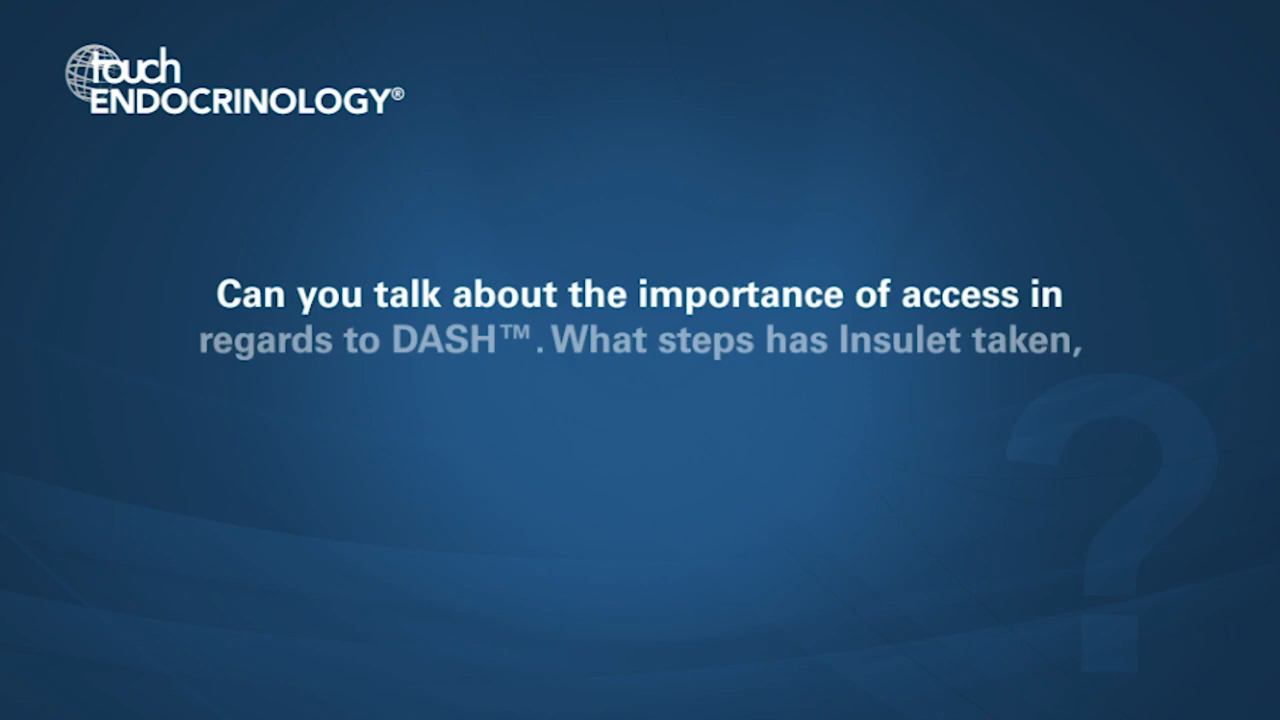 touch
ENDOCRINOLOGY®
Can you talk about the importance of access in
regards to DASH™. What steps has Insulet taken,
?